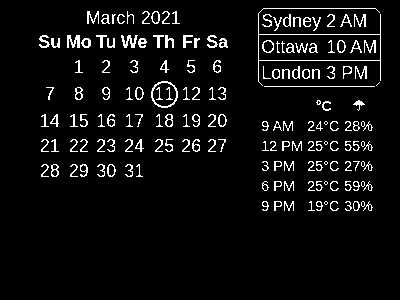 March 2021
Su Mo Tu We Th Fr Sa
1 2 3 4 5 6
7 8 9 10 11 12 13
14 15 16 17 18 19 20
21 22 23 24 25 26 27
28 29 30 31
Sydney 2 AM
Ottawa 10 AM
London 3 PM
°C ☂
9 AM 24°C 28%
12 PM 25°C 55%
3 PM 25°C 27%
6 PM 25°C 59%
9 PM 19°C 30%